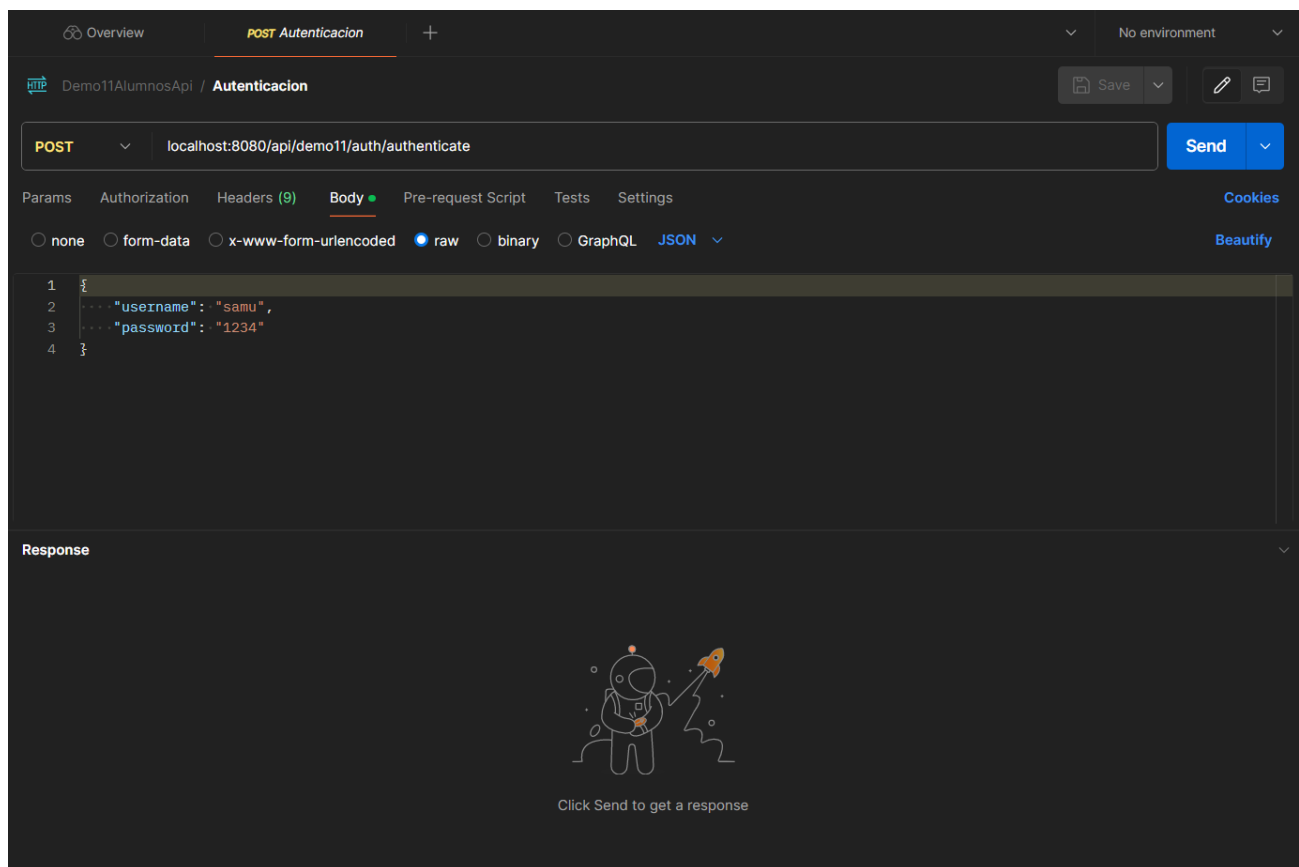 Overview POST Autenticacion No environment
HTTP Demo11AlumnosApi / Autenticacion Save
POST localhost:8080/api/demo11/auth/authenticate Send
Params Authorization Headers (9) Body Pre-request Script Tests Settings Cookies
none form-data x-www-form-urlencoded raw binary GraphQL JSON Beautify
1 {
2 "username": "samu",
3 "password": "1234"
4 }
Response
Click Send to get a response